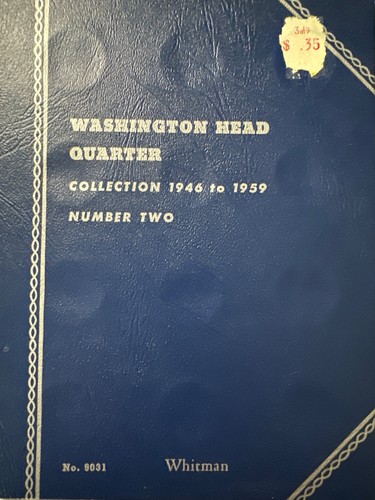 $ .35
WASHINGTON HEAD
QUARTER
COLLECTION 1946 to 1959
NUMBER TWO
No. 9031 Whitman